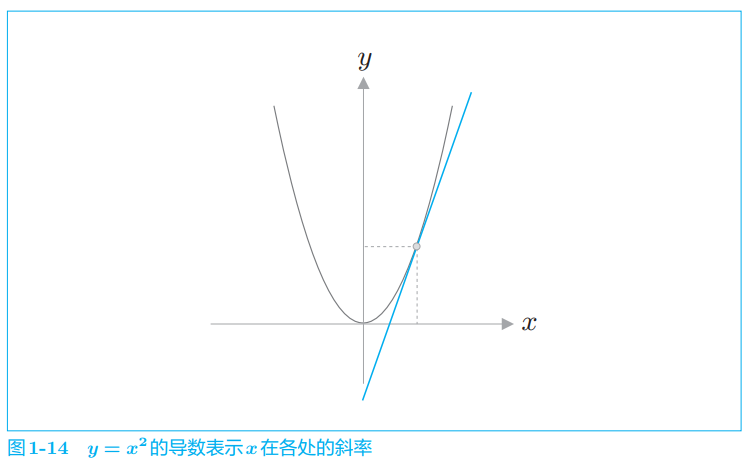 y
x
图1-14 y = x² 的导数表示 x 在各处的斜率